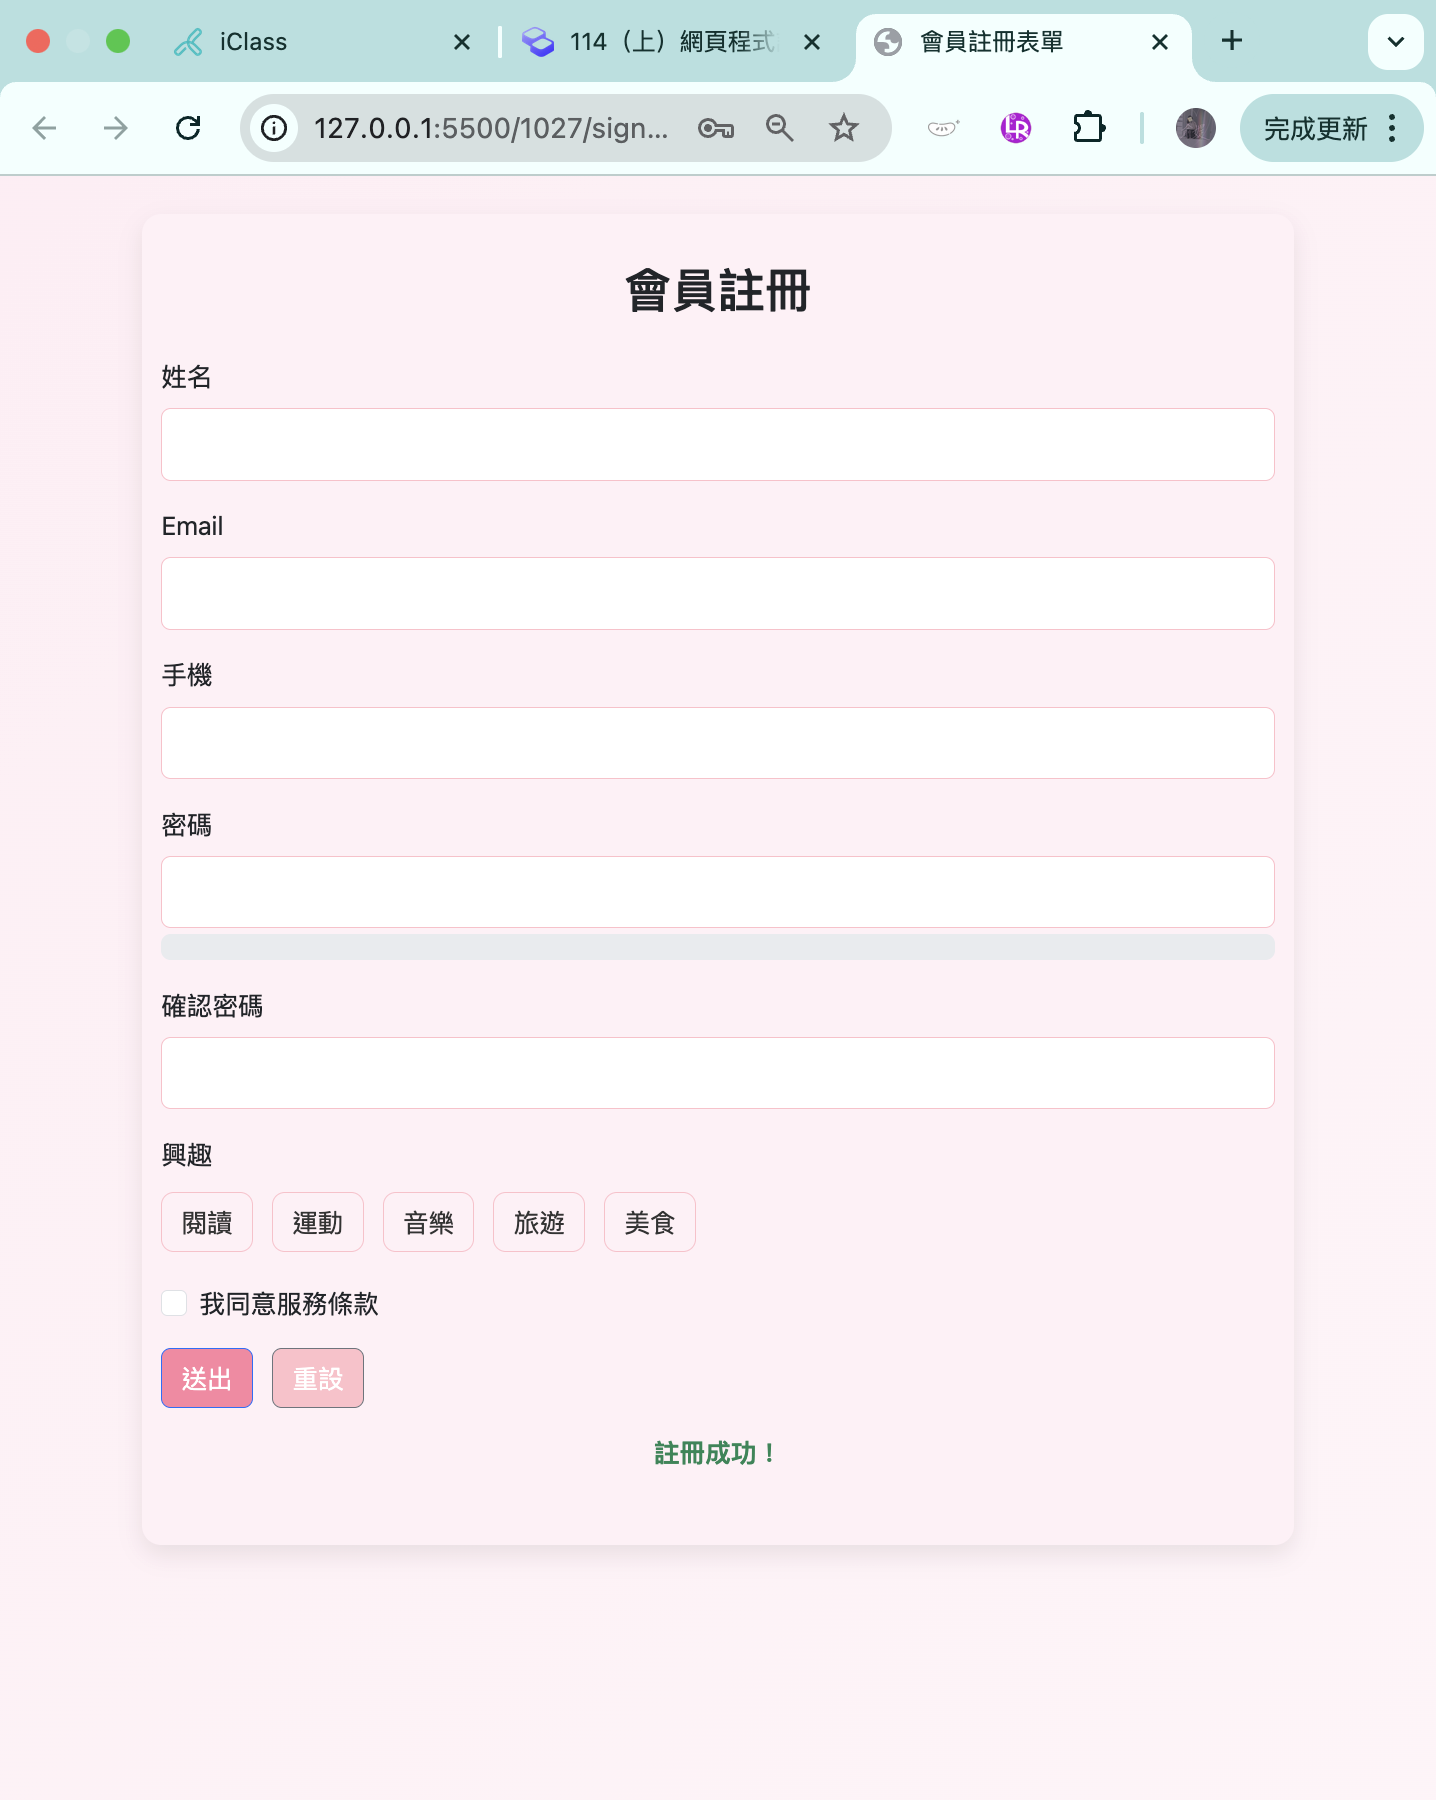 iClass
114（上）網頁程式
會員註冊表單
127.0.0.1:5500/1027/sign...
完成更新
會員註冊
姓名
Email
手機
密碼
確認密碼
興趣
閱讀 運動 音樂 旅遊 美食
我同意服務條款
送出 重設
註冊成功！